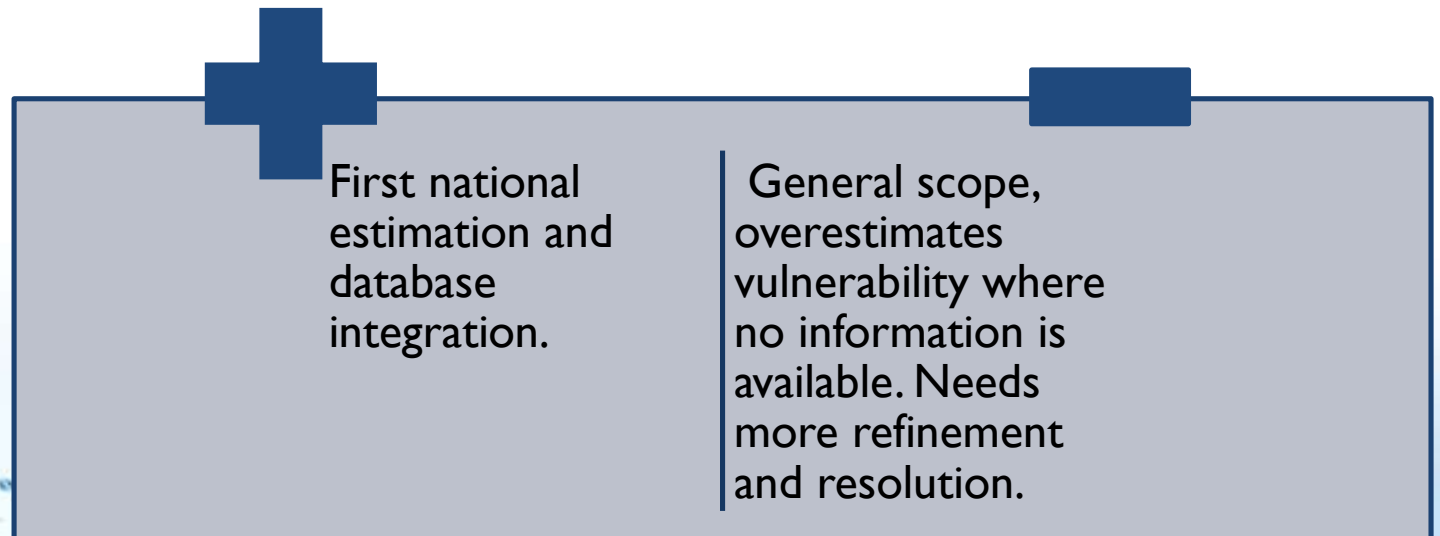 First national
estimation and
database
integration.
General scope,
overestimates
vulnerability where
no information is
available. Needs
more refinement
and resolution.